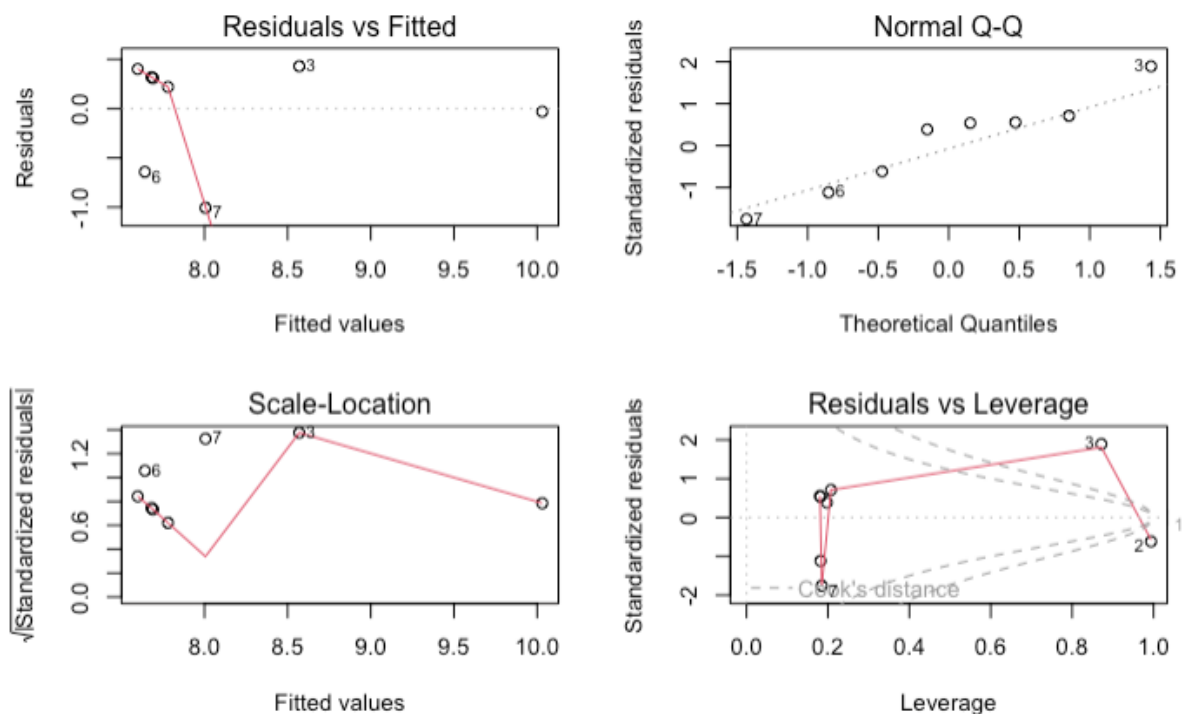 Residuals vs Fitted
Residuals
0.0
-1.0
3
6
7
8.0 8.5 9.0 9.5 10.0
Fitted values
Normal Q-Q
Standardized residuals
2
1
0
-1
3
6
7
-1.5 -1.0 -0.5 0.0 0.5 1.0 1.5
Theoretical Quantiles
Scale-Location
√|Standardized residuals|
1.2
0.6
0.0
7
3
6
8.0 8.5 9.0 9.5 10.0
Fitted values
Residuals vs Leverage
Standardized residuals
2
1
0
-2
3
1
2
7
Cook's distance
0.0 0.2 0.4 0.6 0.8 1.0
Leverage